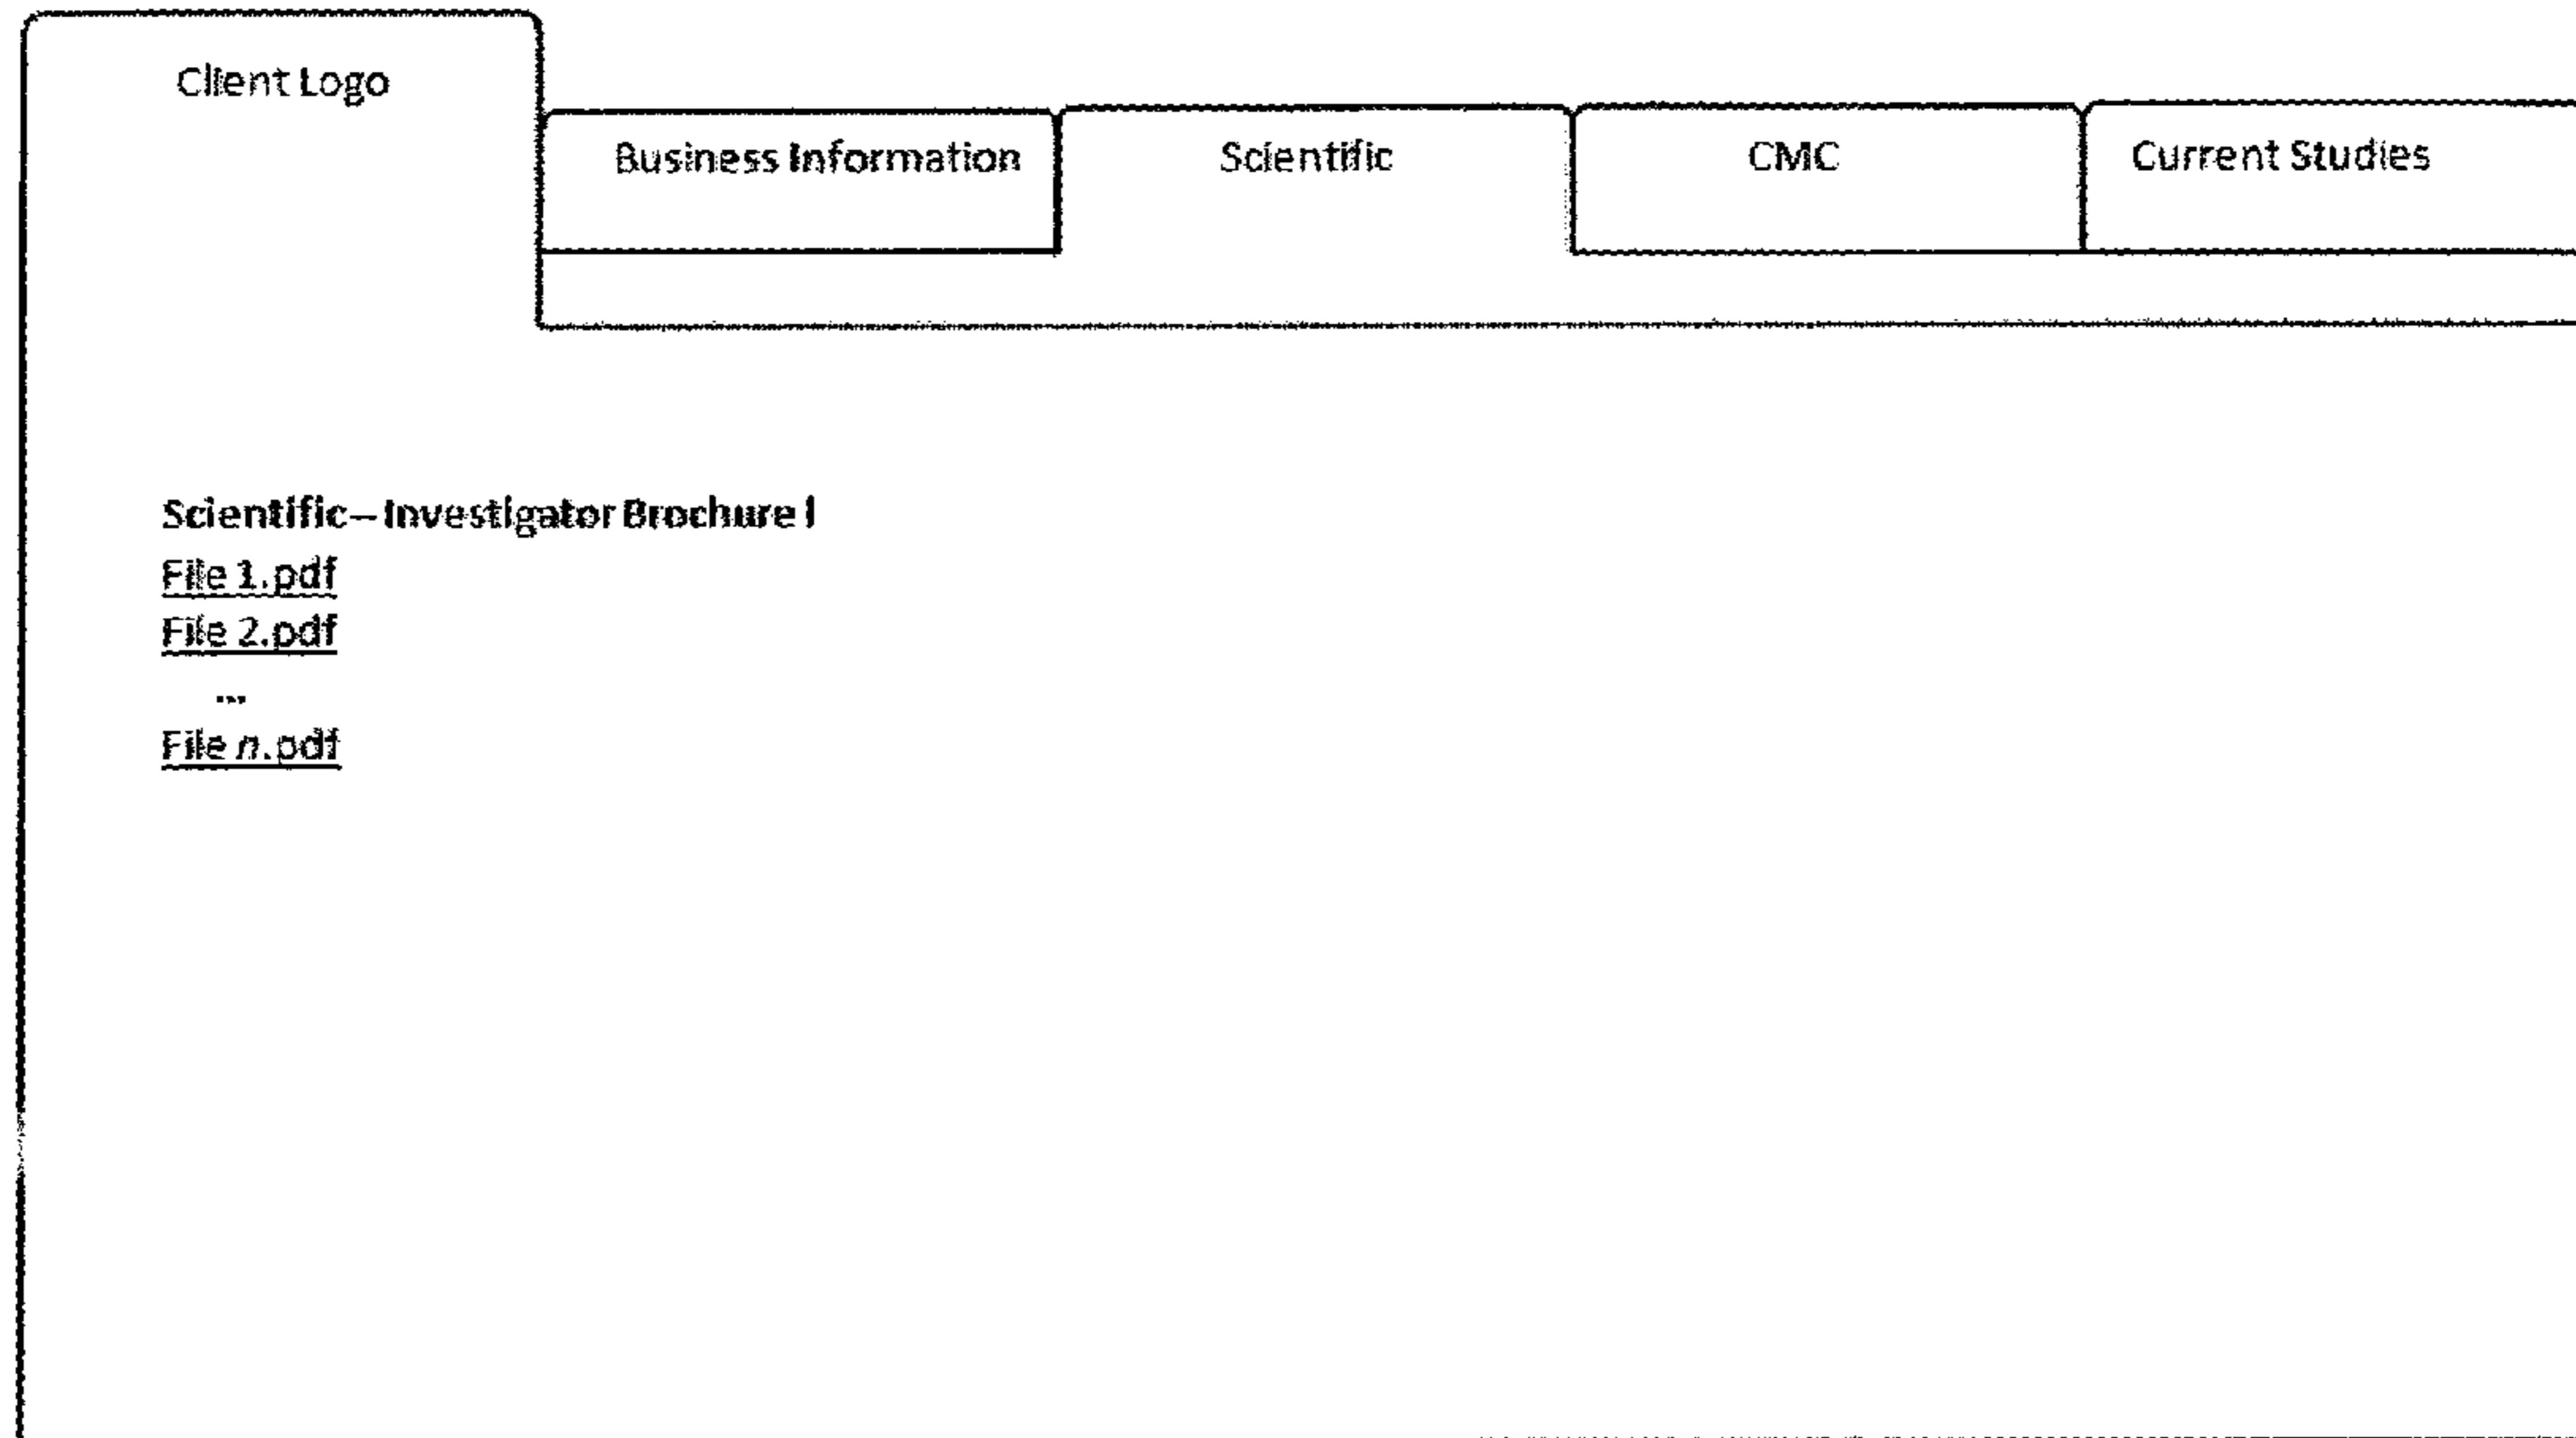 Client Logo
Business Information
Scientific
CMC
Current Studies
Scientific – Investigator Brochure I
File 1.pdf
File 2.pdf
...
File n.pdf